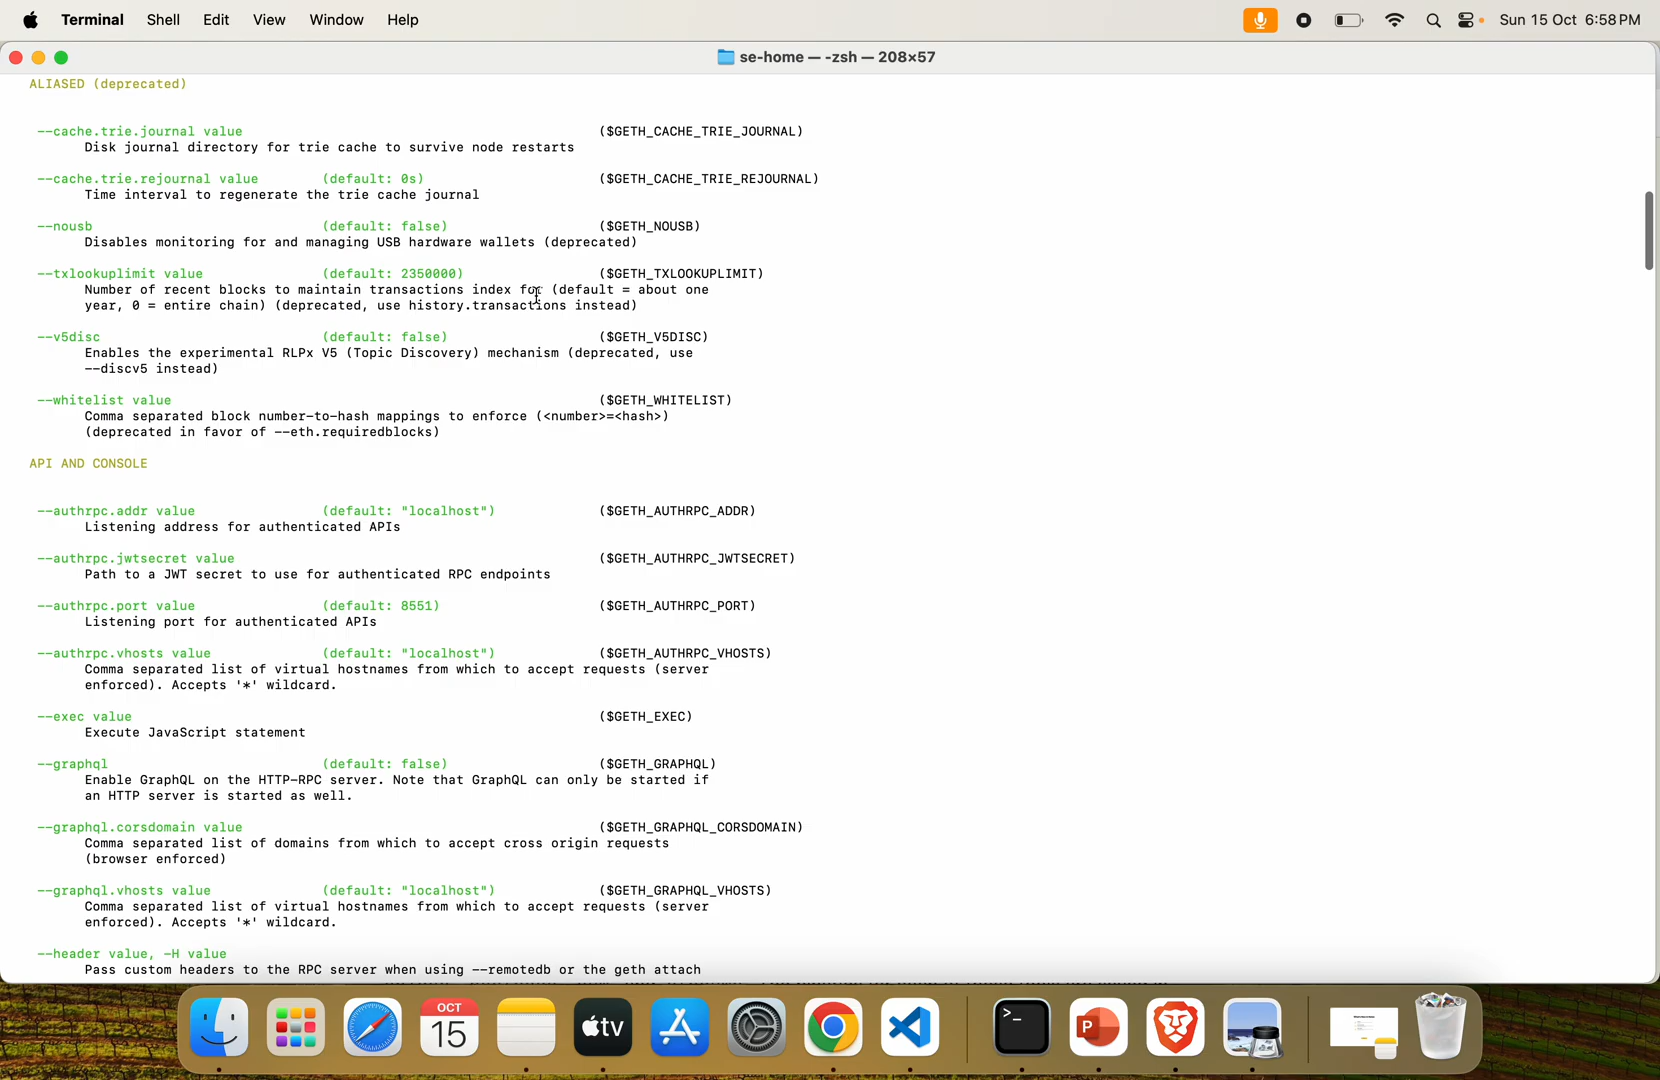 Terminal Shell Edit View Window Help Sun 15 Oct 6:58 PM
se-home — -zsh — 208×57
ALIASED (deprecated)
--cache.trie.journal value ($GETH_CACHE_TRIE_JOURNAL)
Disk journal directory for trie cache to survive node restarts
--cache.trie.rejournal value (default: 0s) ($GETH_CACHE_TRIE_REJOURNAL)
Time interval to regenerate the trie cache journal
--nousb (default: false) ($GETH_NOUSB)
Disables monitoring for and managing USB hardware wallets (deprecated)
--txlookuplimit value (default: 2350000) ($GETH_TXLOOKUPLIMIT)
Number of recent blocks to maintain transactions index for (default = about one
year, 0 = entire chain) (deprecated, use history.transactions instead)
--v5disc (default: false) ($GETH_V5DISC)
Enables the experimental RLPx V5 (Topic Discovery) mechanism (deprecated, use
--discv5 instead)
--whitelist value ($GETH_WHITELIST)
Comma separated block number-to-hash mappings to enforce (<number>=<hash>)
(deprecated in favor of --eth.requiredblocks)
API AND CONSOLE
--authrpc.addr value (default: "localhost") ($GETH_AUTHRPC_ADDR)
Listening address for authenticated APIs
--authrpc.jwtsecret value ($GETH_AUTHRPC_JWTSECRET)
Path to a JWT secret to use for authenticated RPC endpoints
--authrpc.port value (default: 8551) ($GETH_AUTHRPC_PORT)
Listening port for authenticated APIs
--authrpc.vhosts value (default: "localhost") ($GETH_AUTHRPC_VHOSTS)
Comma separated list of virtual hostnames from which to accept requests (server
enforced). Accepts '*' wildcard.
--exec value ($GETH_EXEC)
Execute JavaScript statement
--graphql (default: false) ($GETH_GRAPHQL)
Enable GraphQL on the HTTP-RPC server. Note that GraphQL can only be started if
an HTTP server is started as well.
--graphql.corsdomain value ($GETH_GRAPHQL_CORSDOMAIN)
Comma separated list of domains from which to accept cross origin requests
(browser enforced)
--graphql.vhosts value (default: "localhost") ($GETH_GRAPHQL_VHOSTS)
Comma separated list of virtual hostnames from which to accept requests (server
enforced). Accepts '*' wildcard.
--header value, -H value
Pass custom headers to the RPC server when using --remotedb or the geth attach
OCT
15
tv
>_
P